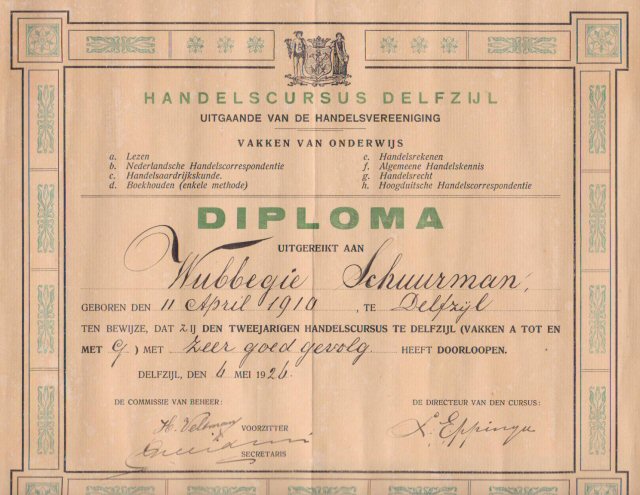 HANDELSCURSUS DELFZIJL
UITGAANDE VAN DE HANDELSVEREENIGING
VAKKEN VAN ONDERWIJS
a. Lezen
b. Nederlandsche Handelscorrespondentie
c. Handelsaardrijkskunde.
d. Boekhouden (enkele methode)
e. Handelsrekenen
f. Algemeene Handelskennis
g. Handelsrecht
h. Hoogduitsche Handelscorrespondentie
DIPLOMA
UITGEREIKT AAN
Wubbegie Schuurman,
GEBOREN DEN 11 April 1910, TE Delfzijl
TEN BEWIJZE, DAT zij DEN TWEEJARIGEN HANDELSCURSUS TE DELFZIJL (VAKKEN A TOT EN
MET G) MET zeer goed gevolg. HEEFT DOORLOOPEN.
DELFZIJL, DEN 6 MEI 1926.
DE COMMISSIE VAN BEHEER: DE DIRECTEUR VAN DEN CURSUS:
VOORZITTER
L. Eppinga
SECRETARIS